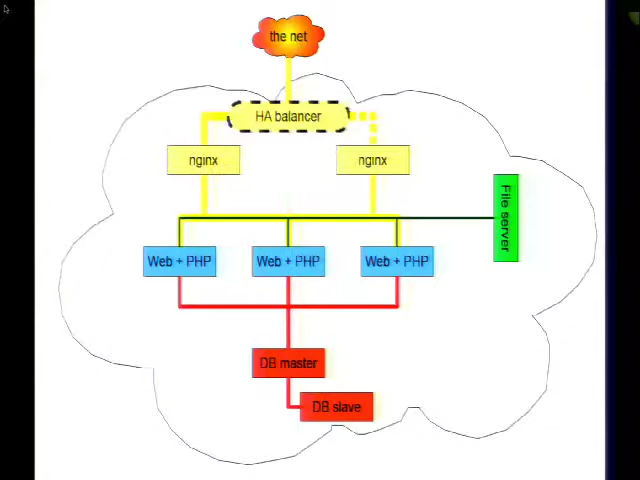 the net
HA balancer
nginx
nginx
File server
Web + PHP
Web + PHP
Web + PHP
DB master
DB slave